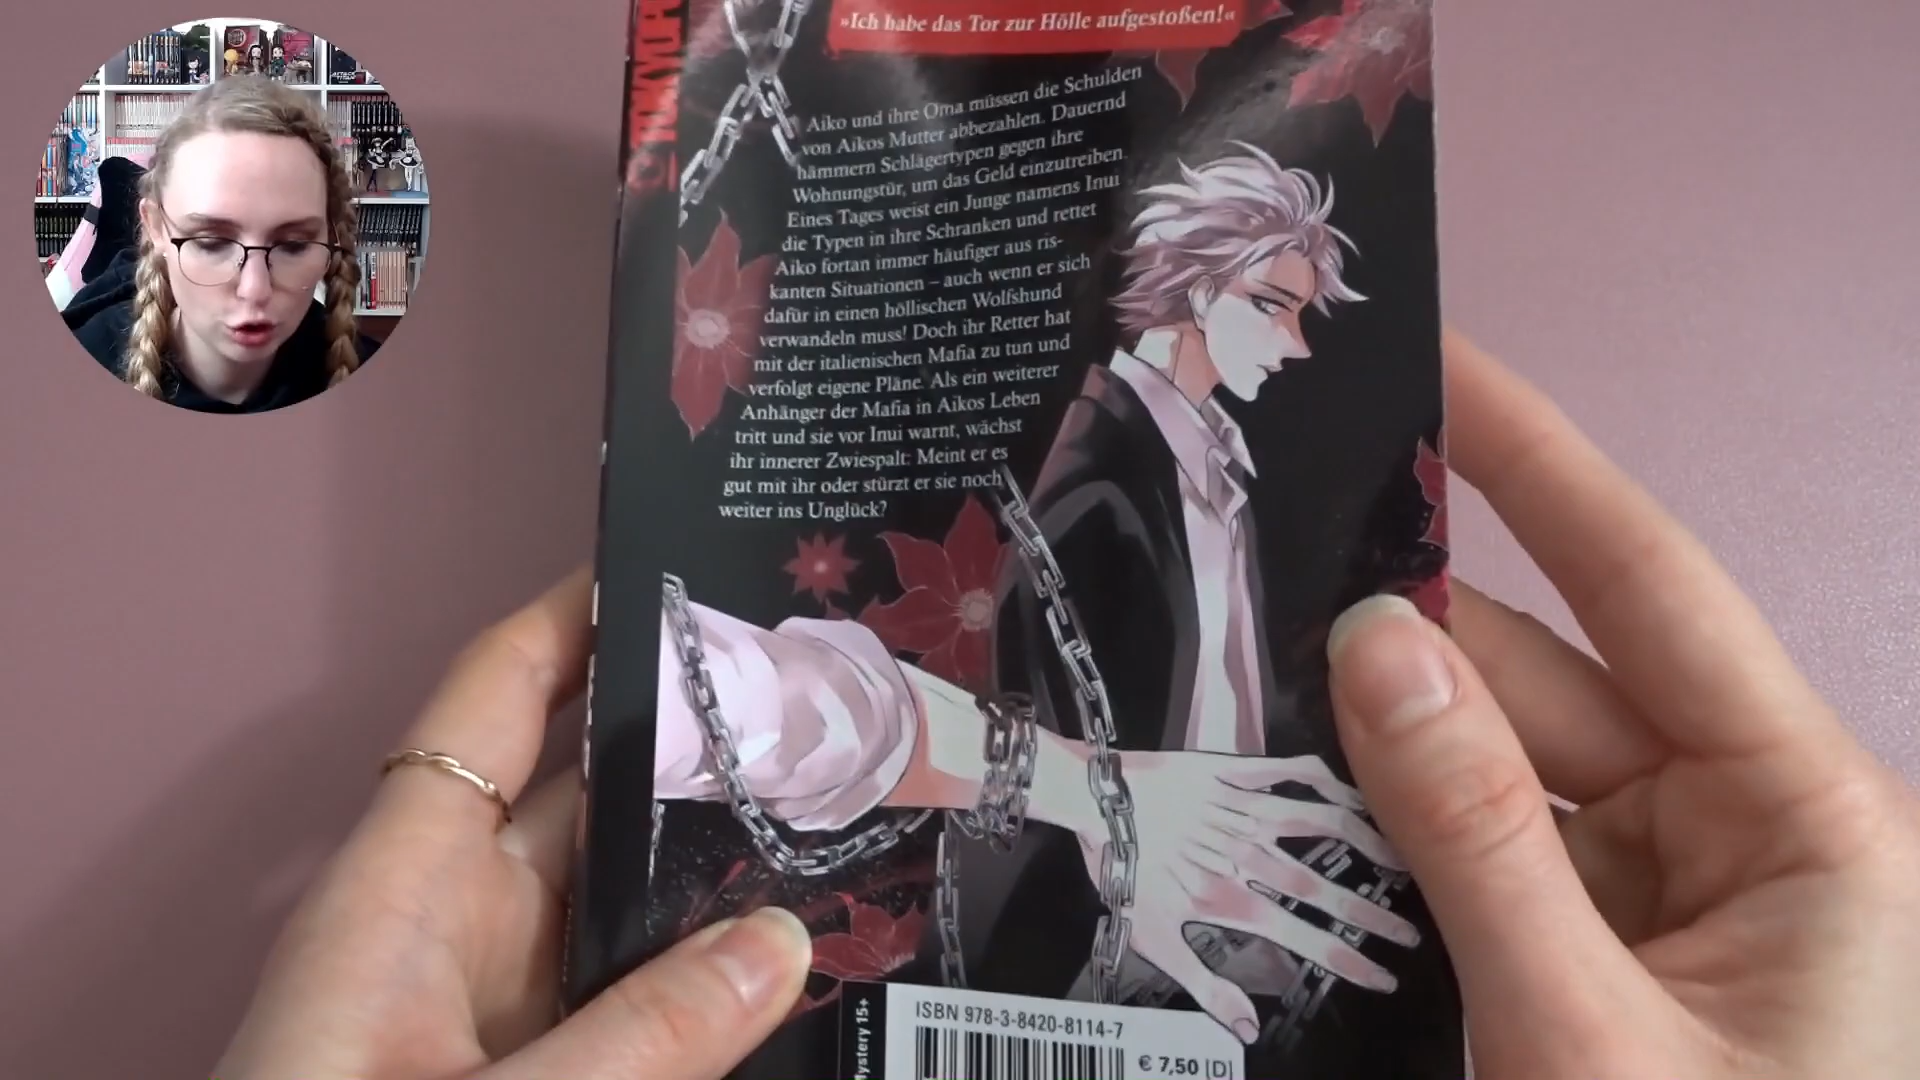 »Ich habe das Tor zur Hölle aufgestoßen!«
Aiko und ihre Oma müssen die Schulden
von Aikos Mutter abbezahlen. Dauernd
hämmern Schlägertypen gegen ihre
Wohnungstür, um das Geld einzutreiben.
Eines Tages weist ein Junge namens Inui
die Typen in ihre Schranken und rettet
Aiko fortan immer häufiger aus ris-
kanten Situationen – auch wenn er sich
dafür in einen höllischen Wolfshund
verwandeln muss! Doch ihr Retter hat
mit der italienischen Mafia zu tun und
verfolgt eigene Pläne. Als ein weiterer
Anhänger der Mafia in Aikos Leben
tritt und sie vor Inui warnt, wächst
ihr innerer Zwiespalt: Meint er es
gut mit ihr oder stürzt er sie noch
weiter ins Unglück?
Mystery 15+
ISBN 978-3-8420-8114-7
€ 7,50 [D]